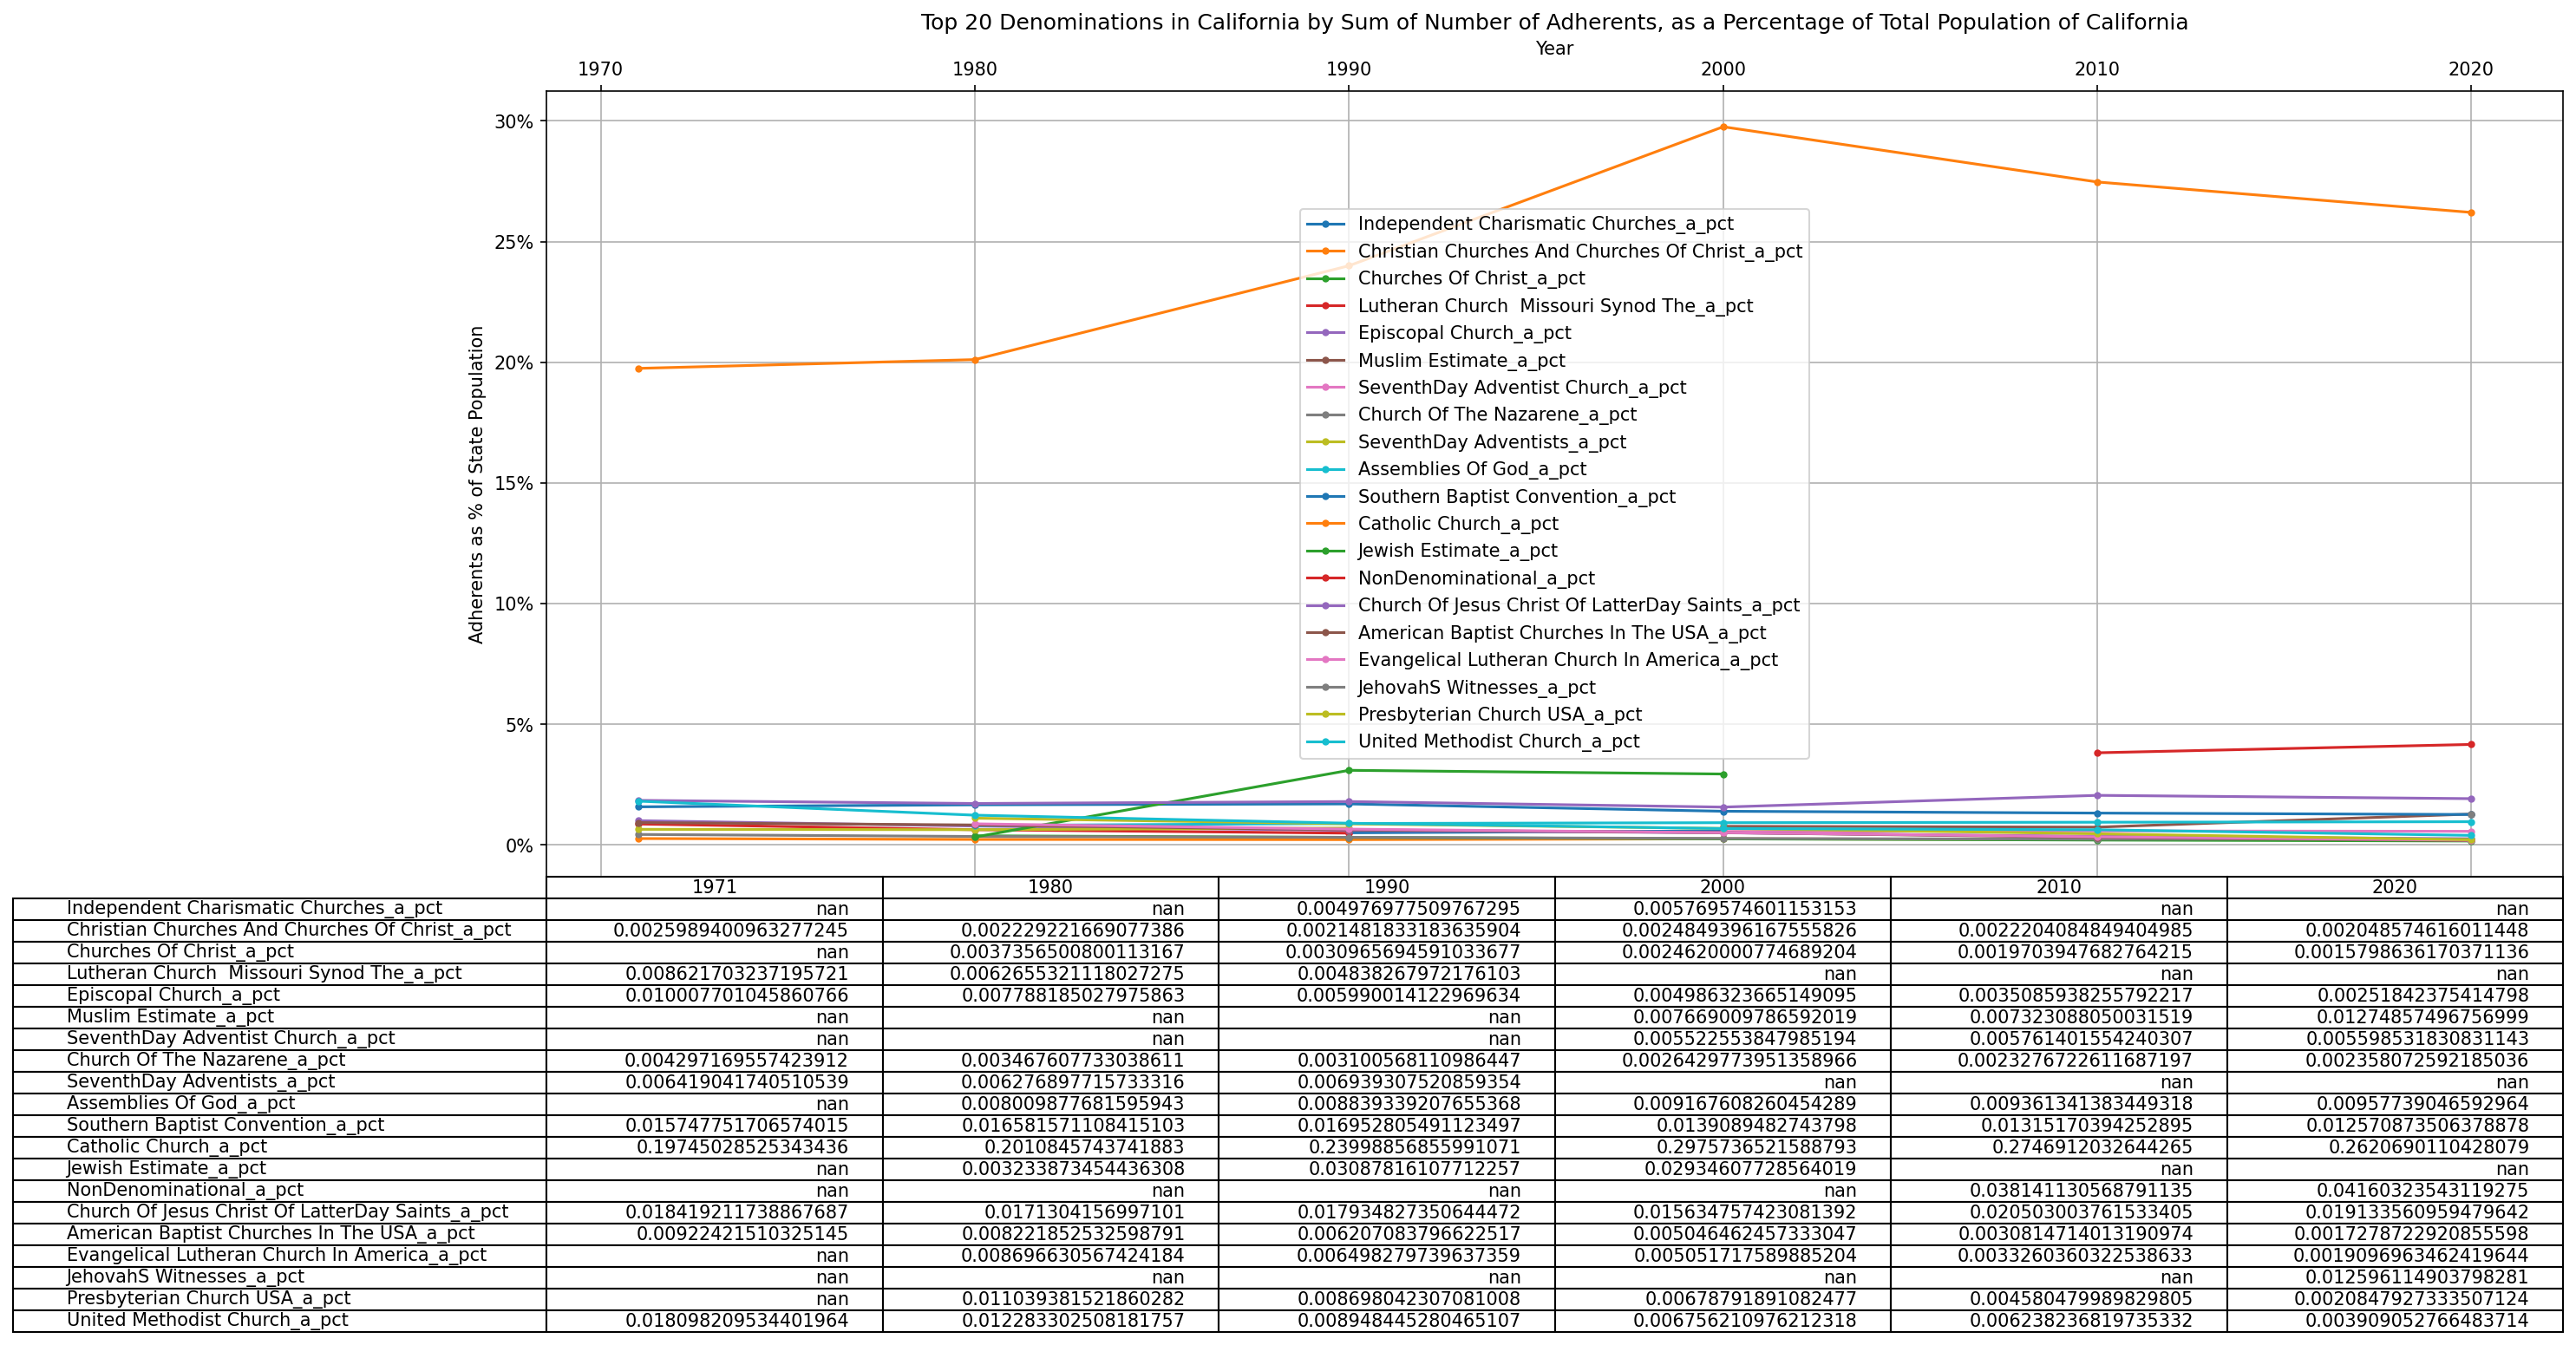 Top 20 Denominations in California by Sum of Number of Adherents, as a Percentage of Total Population of California
Year
1970 1980 1990 2000 2010 2020
30%
25%
20%
15%
10%
5%
0%
Adherents as % of State Population
Independent Charismatic Churches_a_pct
Christian Churches And Churches Of Christ_a_pct
Churches Of Christ_a_pct
Lutheran Church  Missouri Synod The_a_pct
Episcopal Church_a_pct
Muslim Estimate_a_pct
SeventhDay Adventist Church_a_pct
Church Of The Nazarene_a_pct
SeventhDay Adventists_a_pct
Assemblies Of God_a_pct
Southern Baptist Convention_a_pct
Catholic Church_a_pct
Jewish Estimate_a_pct
NonDenominational_a_pct
Church Of Jesus Christ Of LatterDay Saints_a_pct
American Baptist Churches In The USA_a_pct
Evangelical Lutheran Church In America_a_pct
JehovahS Witnesses_a_pct
Presbyterian Church USA_a_pct
United Methodist Church_a_pct
1971 1980 1990 2000 2010 2020
Independent Charismatic Churches_a_pct nan nan 0.004976977509767295 0.005769574601153153 nan nan
Christian Churches And Churches Of Christ_a_pct 0.0025989400963277245 0.002229221669077386 0.0021481833183635904 0.0024849396167555826 0.0022204084849404985 0.002048574616011448
Churches Of Christ_a_pct nan 0.0037356500800113167 0.0030965694591033677 0.0024620000774689204 0.0019703947682764215 0.0015798636170371136
Lutheran Church  Missouri Synod The_a_pct 0.008621703237195721 0.0062655321118027275 0.004838267972176103 nan nan nan
Episcopal Church_a_pct 0.010007701045860766 0.007788185027975863 0.005990014122969634 0.004986323665149095 0.0035085938255792217 0.00251842375414798
Muslim Estimate_a_pct nan nan nan 0.007669009786592019 0.007323088050031519 0.012748574967569​99
SeventhDay Adventist Church_a_pct nan nan nan 0.005522553847985194 0.005761401554240307 0.005598531830831143
Church Of The Nazarene_a_pct 0.004297169557423912 0.003467607733038611 0.003100568110986447 0.0026429773951358966 0.0023276722611687197 0.002358072592185036
SeventhDay Adventists_a_pct 0.006419041740510539 0.006276897715733316 0.006939307520859354 nan nan nan
Assemblies Of God_a_pct nan 0.008009877681595943 0.008839339207655368 0.009167608260454289 0.009361341383449318 0.009577739046592964
Southern Baptist Convention_a_pct 0.015747751706574015 0.016581571108415103 0.016952805491123497 0.0139089482743798 0.01315170394252895 0.012570873506378878
Catholic Church_a_pct 0.19745028525343436 0.2010845743741883 0.23998856855991071 0.2975736521588793 0.2746912032644265 0.2620690110428079
Jewish Estimate_a_pct nan 0.003233873454436308 0.03087816107712257 0.02934607728564019 nan nan
NonDenominational_a_pct nan nan nan nan 0.038141130568791135 0.04160323543119275
Church Of Jesus Christ Of LatterDay Saints_a_pct 0.018419211738867687 0.0171304156997101 0.017934827350644472 0.015634757423081392 0.020503003761533405 0.019133560959479642
American Baptist Churches In The USA_a_pct 0.00922421510325145 0.008221852532598791 0.006207083796622517 0.005046462457333047 0.0030814714013190974 0.0017278722920855598
Evangelical Lutheran Church In America_a_pct nan 0.008696630567424184 0.006498279739637359 0.005051717589885204 0.0033260360322538633 0.0019096963462419644
JehovahS Witnesses_a_pct nan nan nan nan nan 0.012596114903798281
Presbyterian Church USA_a_pct nan 0.011039381521860282 0.008698042307081008 0.00678791891082477 0.004580479989829805 0.0020847927333507124
United Methodist Church_a_pct 0.018098209534401964 0.012283302508181757 0.008948445280465107 0.006756210976212318 0.006238236819735332 0.003909052766483714